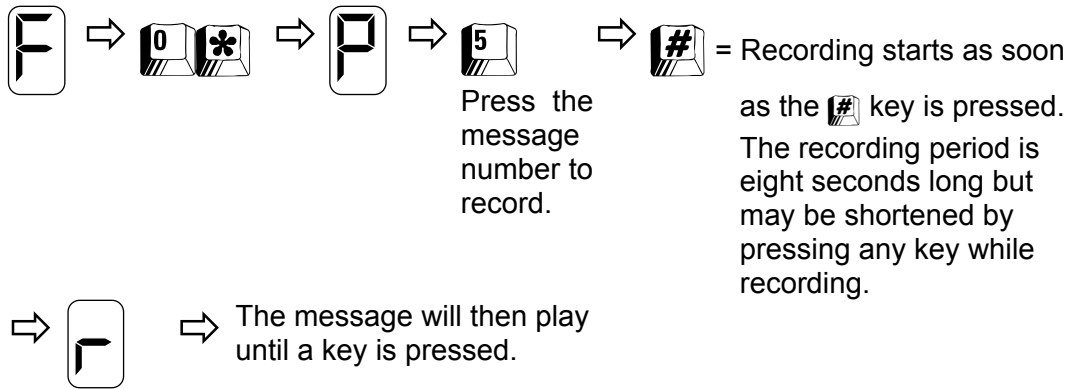 F ⇨ 0 * ⇨ P ⇨ 5 ⇨ # = Recording starts as soon
as the # key is pressed.
The recording period is
eight seconds long but
may be shortened by
pressing any key while
recording.
Press the
message
number to
record.
⇨ r ⇨ The message will then play
until a key is pressed.